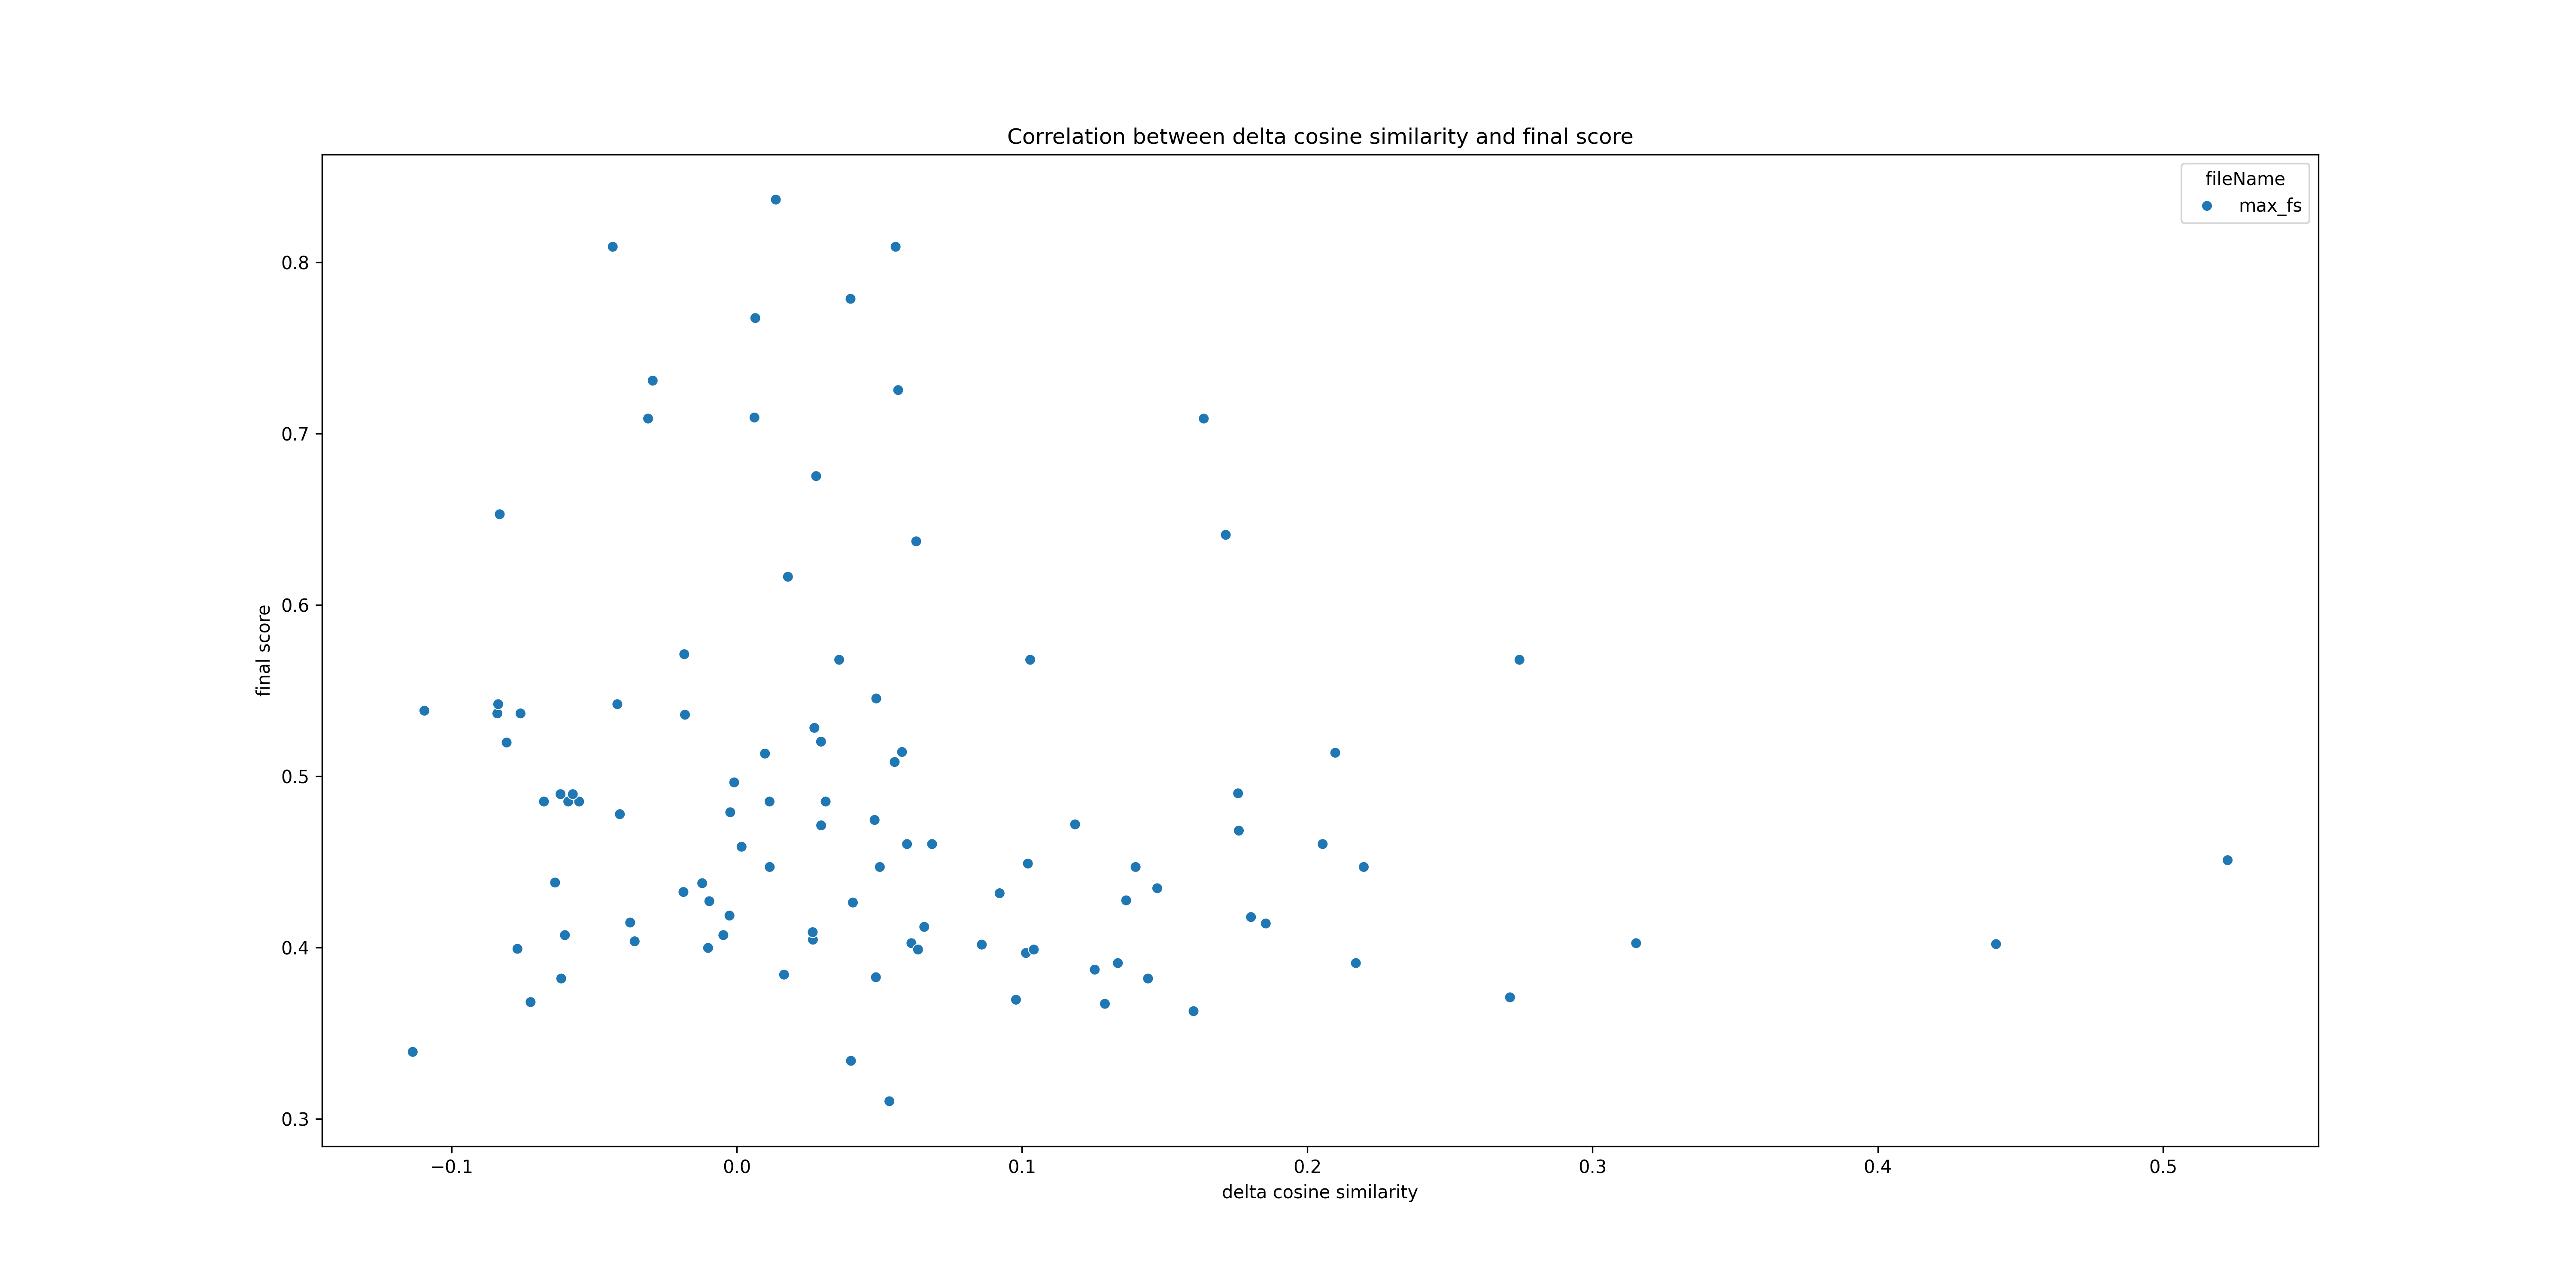 Correlation between delta cosine similarity and final score
fileName
max_fs
final score
0.8
0.7
0.6
0.5
0.4
0.3
−0.1
0.0
0.1
0.2
0.3
0.4
0.5
delta cosine similarity